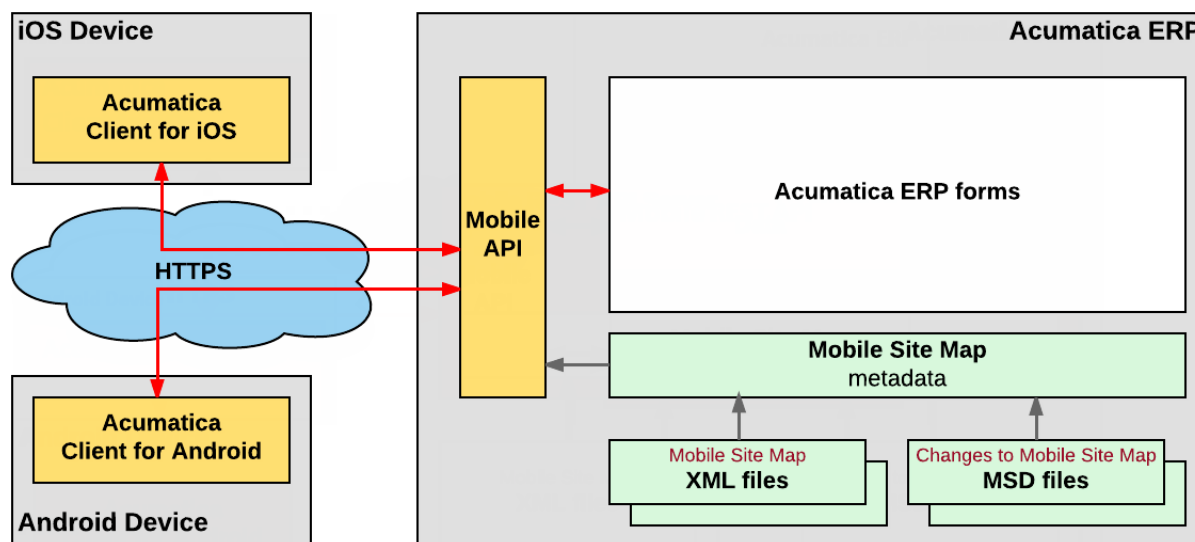 iOS Device
Acumatica
Client for iOS
HTTPS
Acumatica
Client for Android
Android Device
Acumatica ERP
Mobile
API
Acumatica ERP forms
Mobile Site Map
metadata
Mobile Site Map
XML files
Changes to Mobile Site Map
MSD files